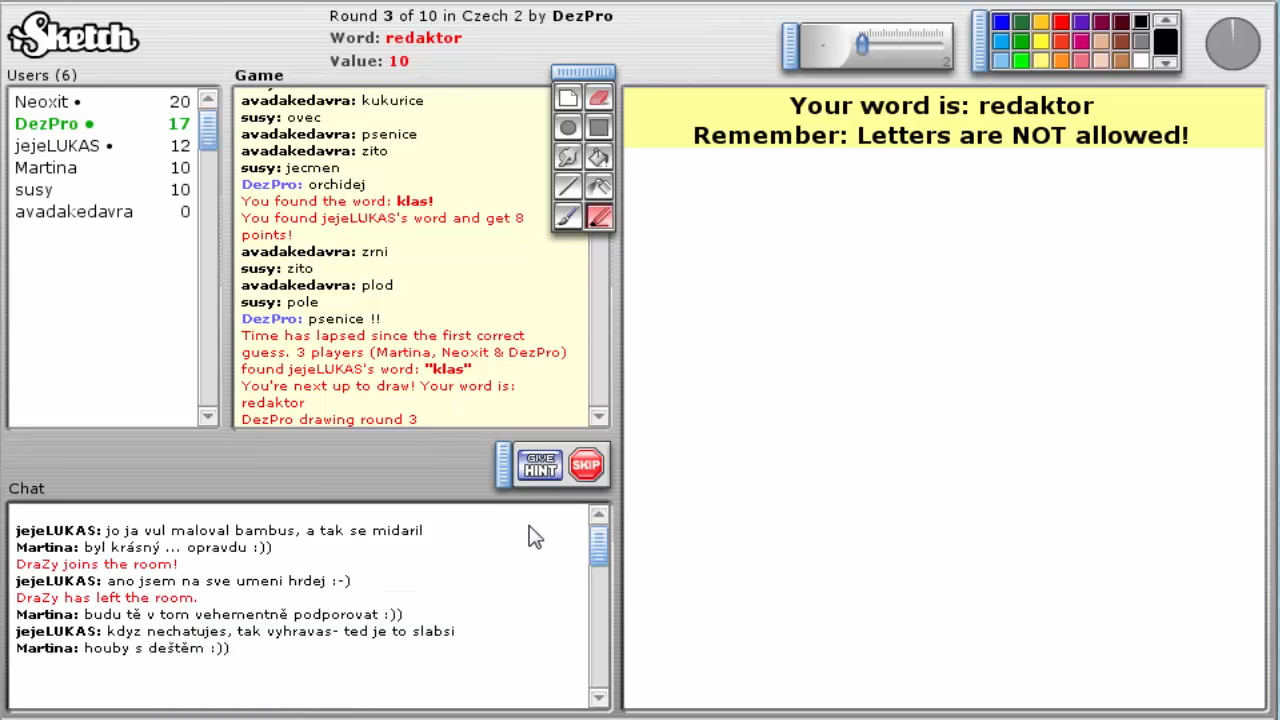 iSketch
Round 3 of 10 in Czech 2 by DezPro
Word: redaktor
Value: 10
Users (6)
Neoxit • 20
DezPro • 17
jejeLUKAS • 12
Martina 10
susy 10
avadakedavra 0
Game
avadakedavra: kukurice
susy: ovec
avadakedavra: psenice
avadakedavra: zito
susy: jecmen
DezPro: orchidej
You found the word: klas!
You found jejeLUKAS's word and get 8
points!
avadakedavra: zrni
susy: zito
avadakedavra: plod
susy: pole
DezPro: psenice !!
Time has lapsed since the first correct
guess. 3 players (Martina, Neoxit & DezPro)
found jejeLUKAS's word: "klas"
You're next up to draw! Your word is:
redaktor
DezPro drawing round 3
GIVE
HINT
SKIP
Chat
jejeLUKAS: jo ja vul maloval bambus, a tak se midaril
Martina: byl krásný ... opravdu :))
DraZy joins the room!
jejeLUKAS: ano jsem na sve umeni hrdej :-)
DraZy has left the room.
Martina: budu tě v tom vehementně podporovat :))
jejeLUKAS: kdyz nechatujes, tak vyhravas- ted je to slabsi
Martina: houby s deštěm :))
2
Your word is: redaktor
Remember: Letters are NOT allowed!